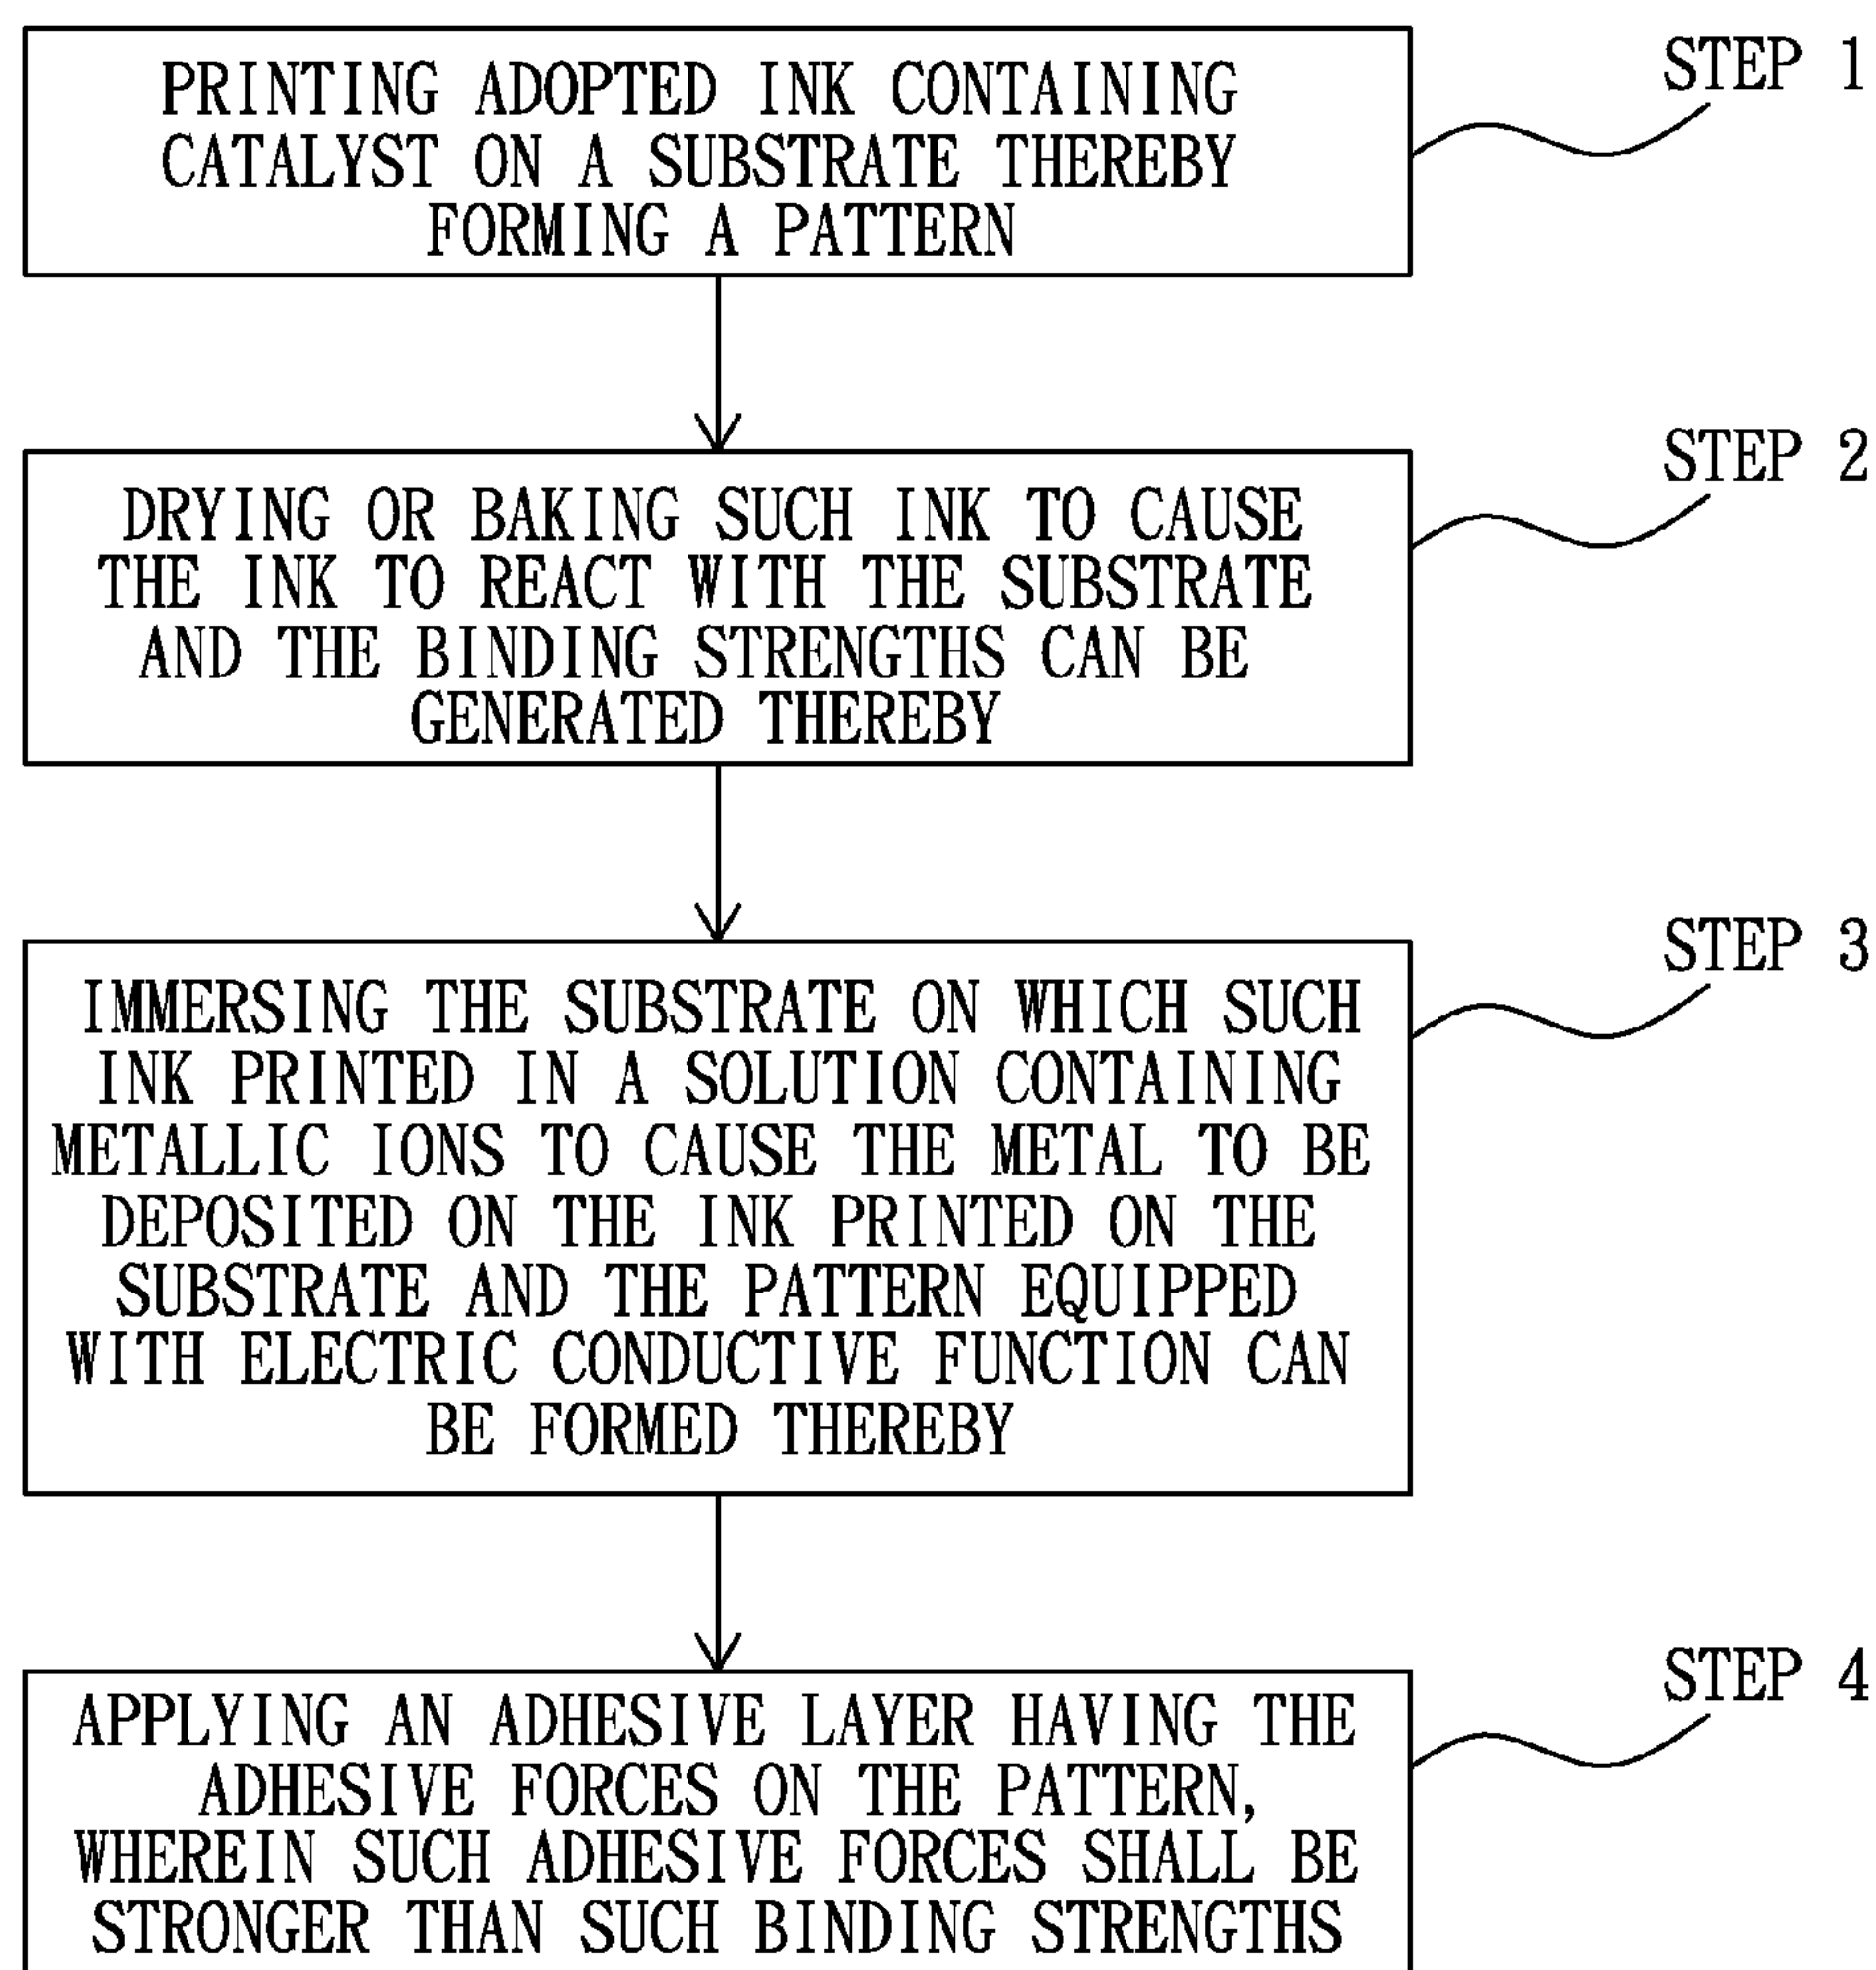 PRINTING ADOPTED INK CONTAINING
CATALYST ON A SUBSTRATE THEREBY
FORMING A PATTERN
STEP 1
DRYING OR BAKING SUCH INK TO CAUSE
THE INK TO REACT WITH THE SUBSTRATE
AND THE BINDING STRENGTHS CAN BE
GENERATED THEREBY
STEP 2
IMMERSING THE SUBSTRATE ON WHICH SUCH
INK PRINTED IN A SOLUTION CONTAINING
METALLIC IONS TO CAUSE THE METAL TO BE
DEPOSITED ON THE INK PRINTED ON THE
SUBSTRATE AND THE PATTERN EQUIPPED
WITH ELECTRIC CONDUCTIVE FUNCTION CAN
BE FORMED THEREBY
STEP 3
APPLYING AN ADHESIVE LAYER HAVING THE
ADHESIVE FORCES ON THE PATTERN,
WHEREIN SUCH ADHESIVE FORCES SHALL BE
STRONGER THAN SUCH BINDING STRENGTHS
STEP 4